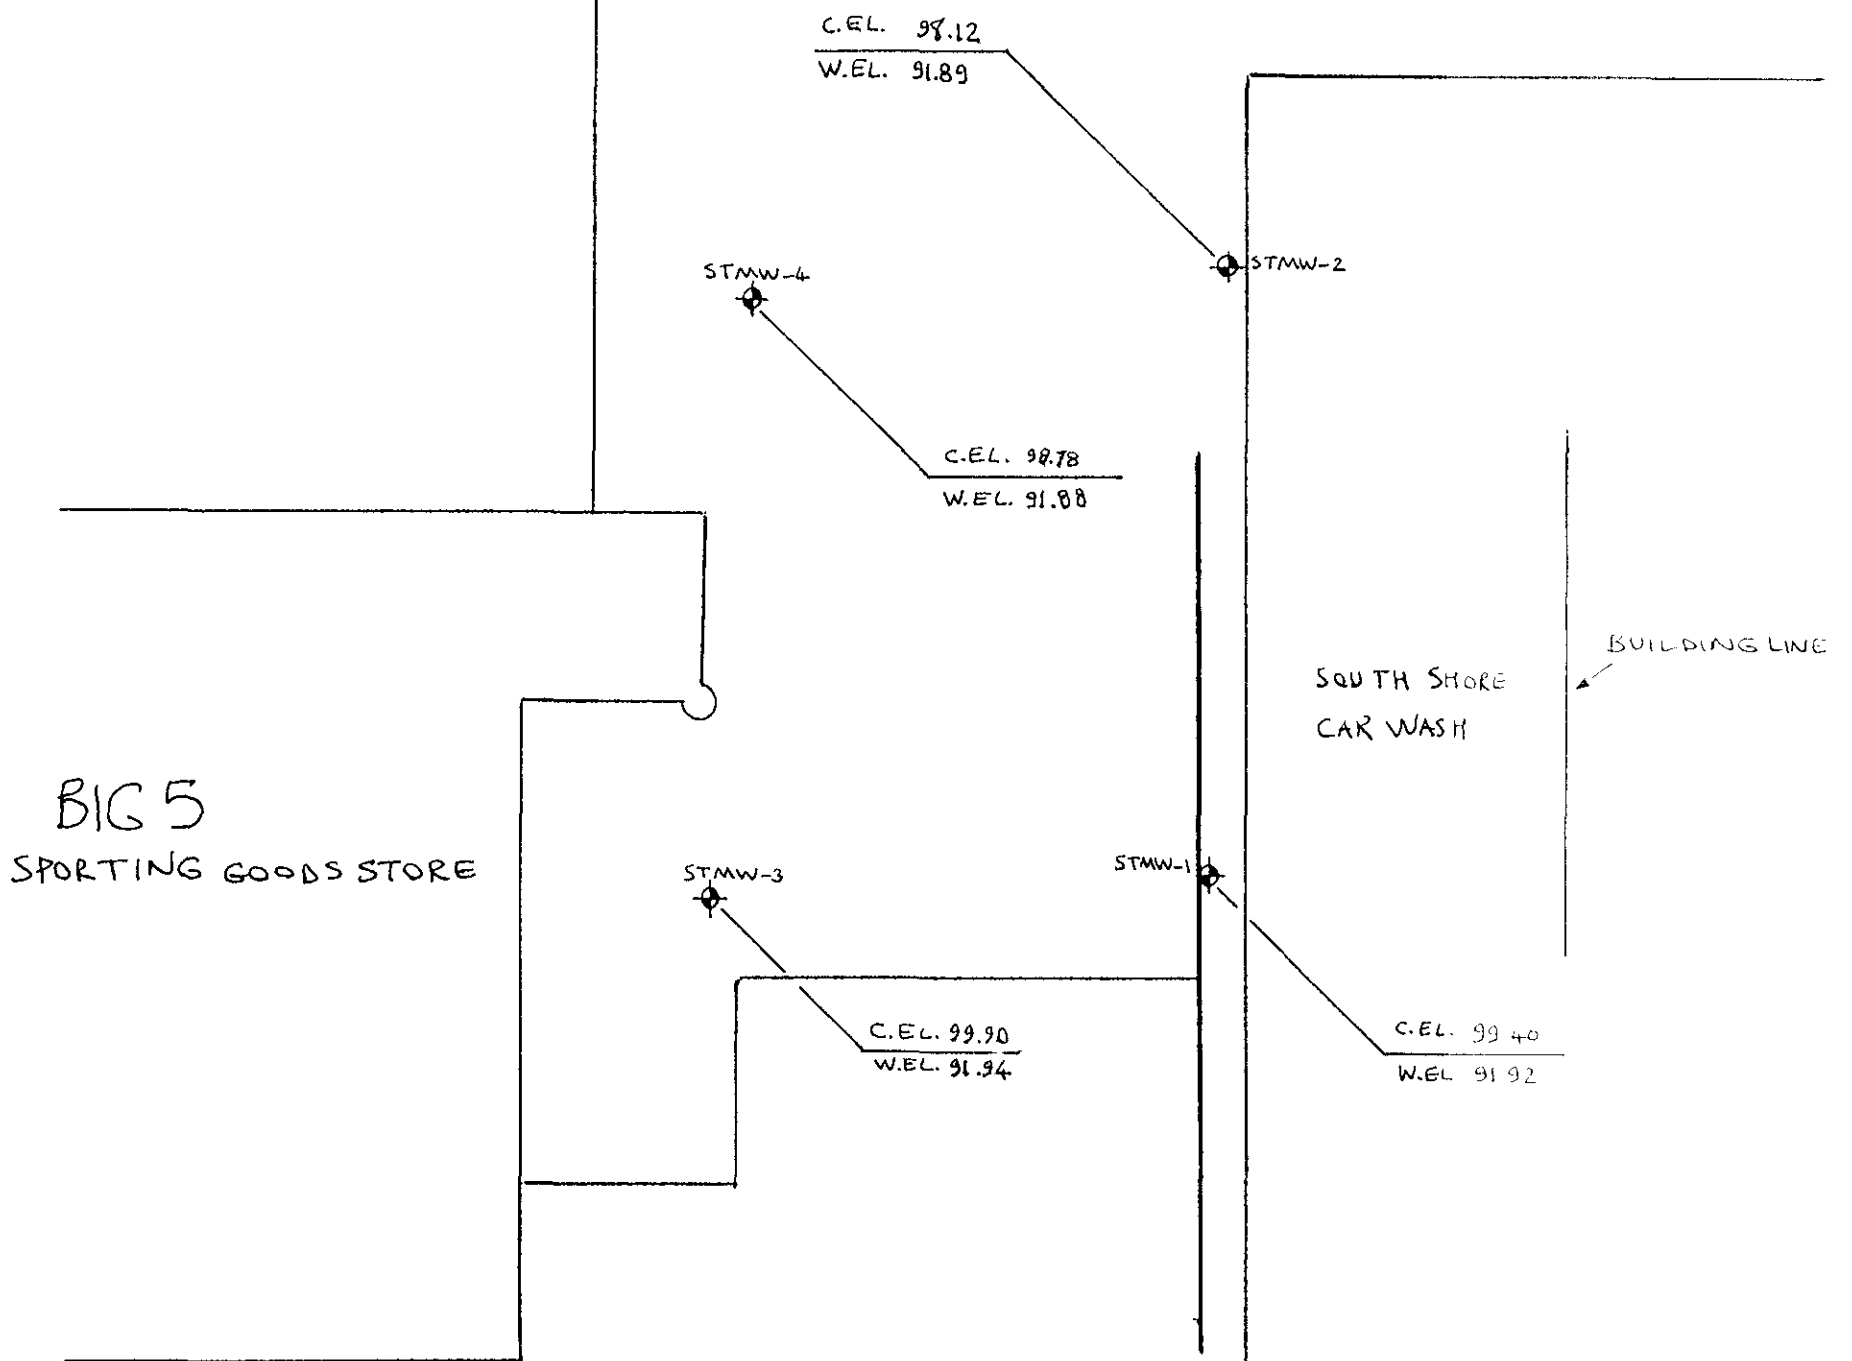 C.EL. 98.12
W.EL. 91.89
STMW-2
STMW-4
C.EL. 98.78
W.EL. 91.88
BUILDING LINE
SOUTH SHORE
CAR WASH
BIG 5
SPORTING GOODS STORE
STMW-3
STMW-1
C.EL. 99.90
W.EL. 91.94
C.EL. 99 40
W.EL 91 92